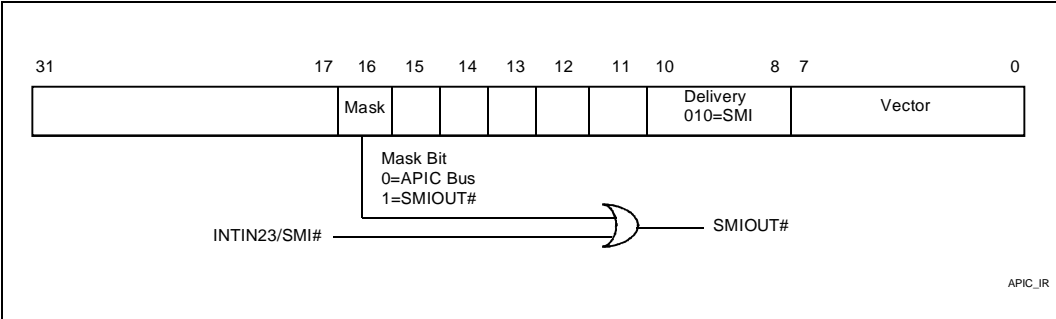 31 17 16 15 14 13 12 11 10 8 7 0
Mask
Delivery
010=SMI
Vector
Mask Bit
0=APIC Bus
1=SMIOUT#
INTIN23/SMI#
SMIOUT#
APIC_IR